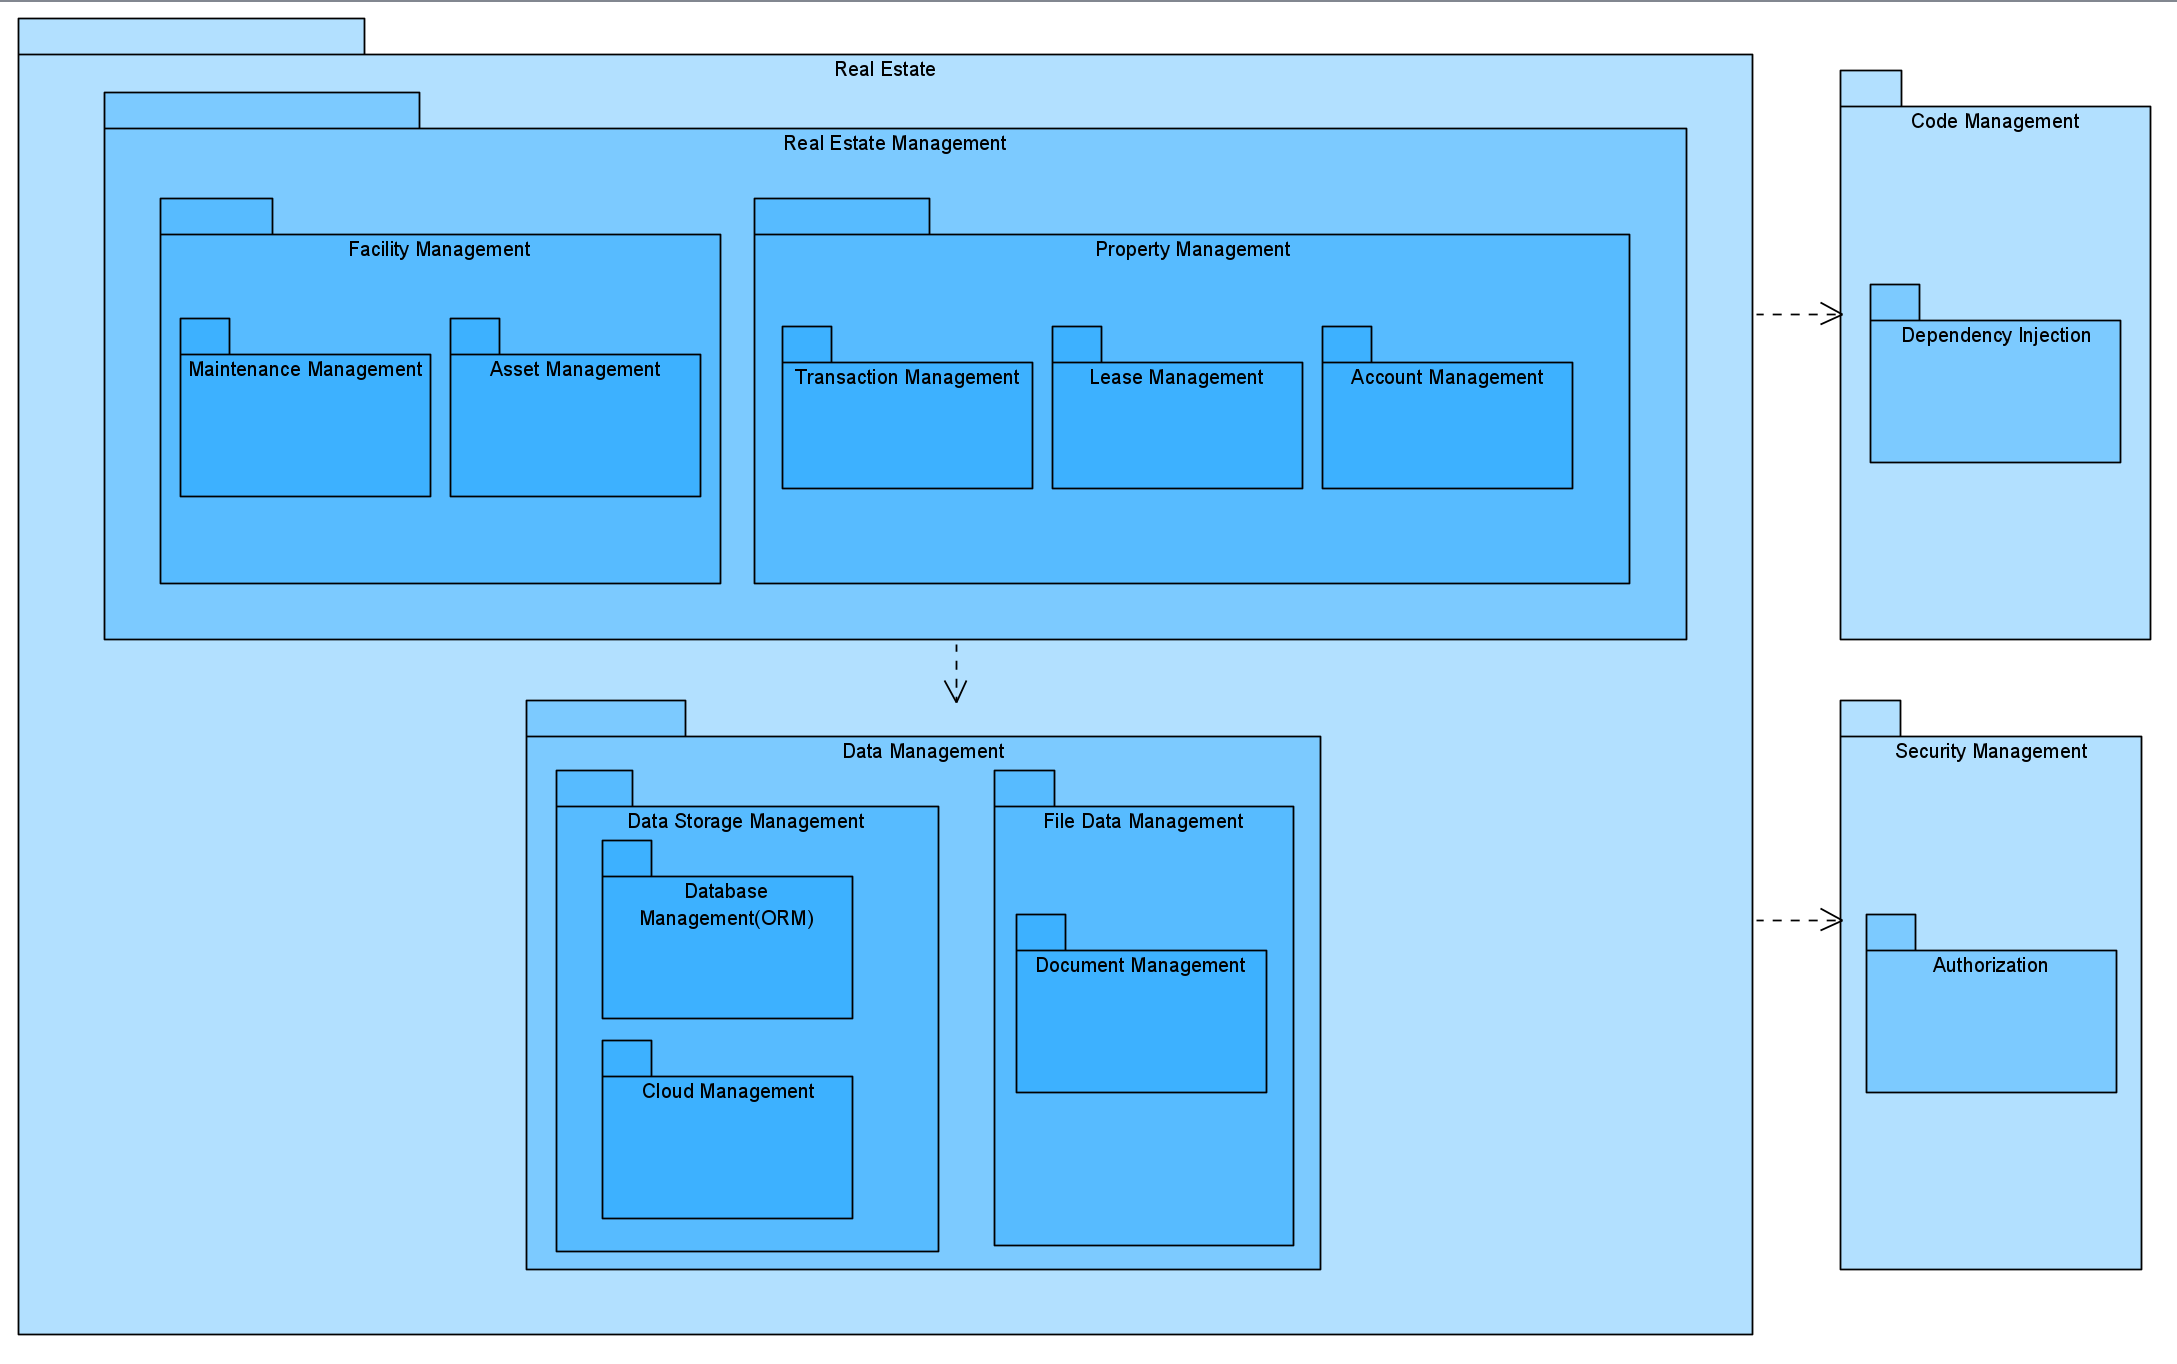 Real Estate
Real Estate Management
Facility Management
Maintenance Management
Asset Management
Property Management
Transaction Management
Lease Management
Account Management
Data Management
Data Storage Management
Database
Management(ORM)
Cloud Management
File Data Management
Document Management
Code Management
Dependency Injection
Security Management
Authorization